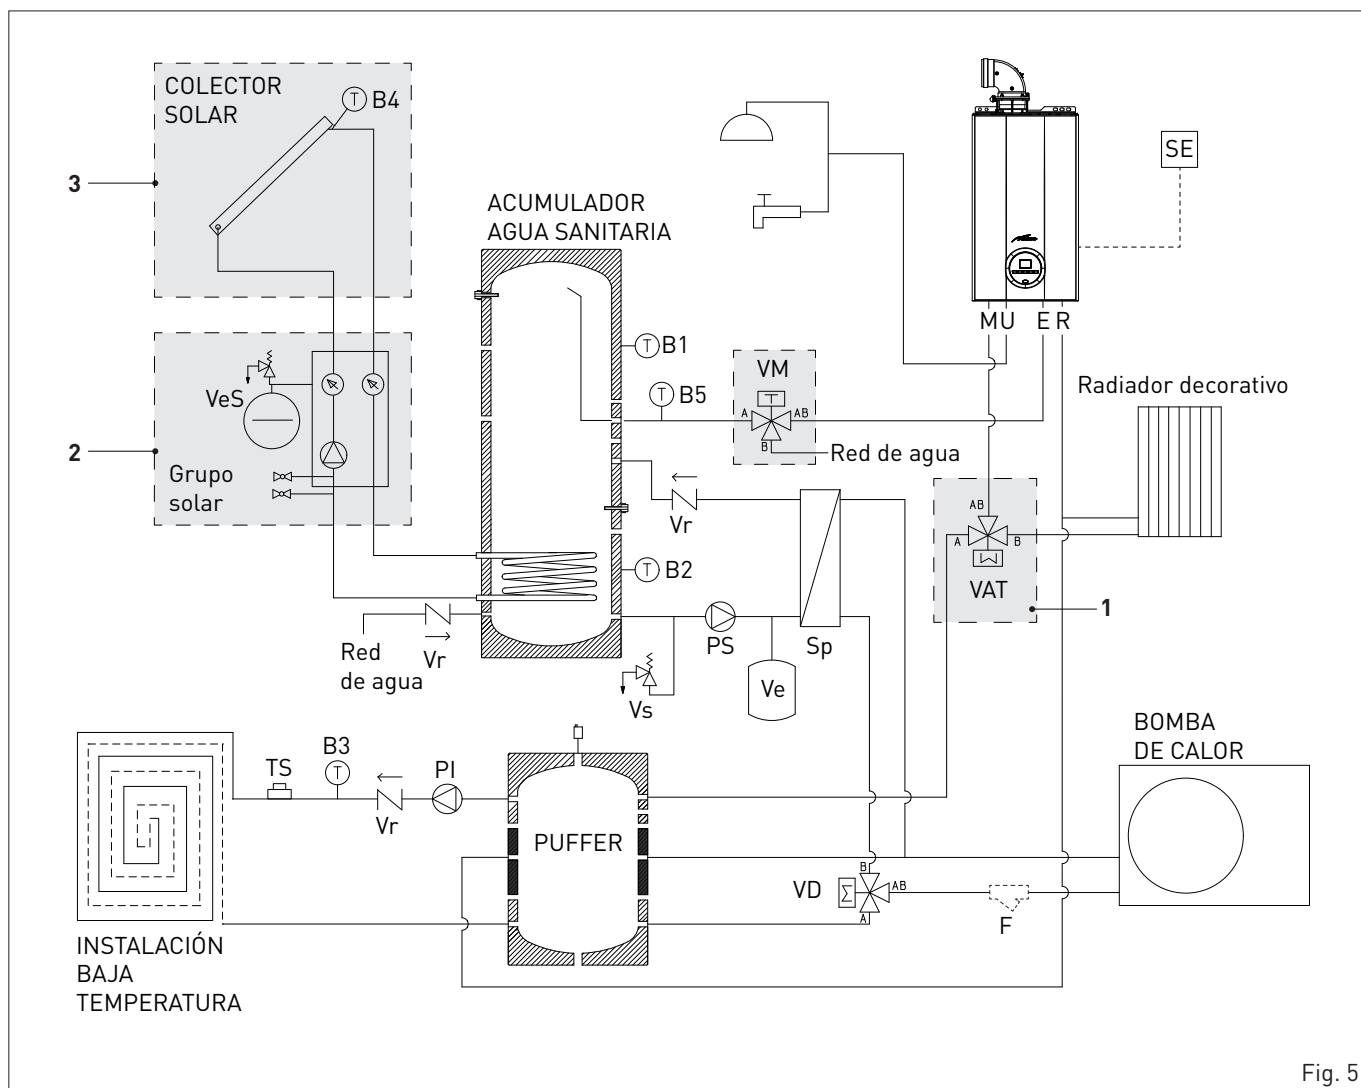 COLECTOR
SOLAR
B4
3
ACUMULADOR
AGUA SANITARIA
SE
M U E R
B1
B5
VM
A
AB
B
Red de agua
Radiador decorativo
VeS
2
Grupo
solar
Vr
B2
AB
A
B
VAT
1
PS
Sp
Red
de agua
Vr
Vs
Ve
BOMBA
DE CALOR
TS
B3
PI
Vr
PUFFER
VD
B
AB
A
F
INSTALACIÓN
BAJA
TEMPERATURA
T
T
T
T
T
T
Fig. 5